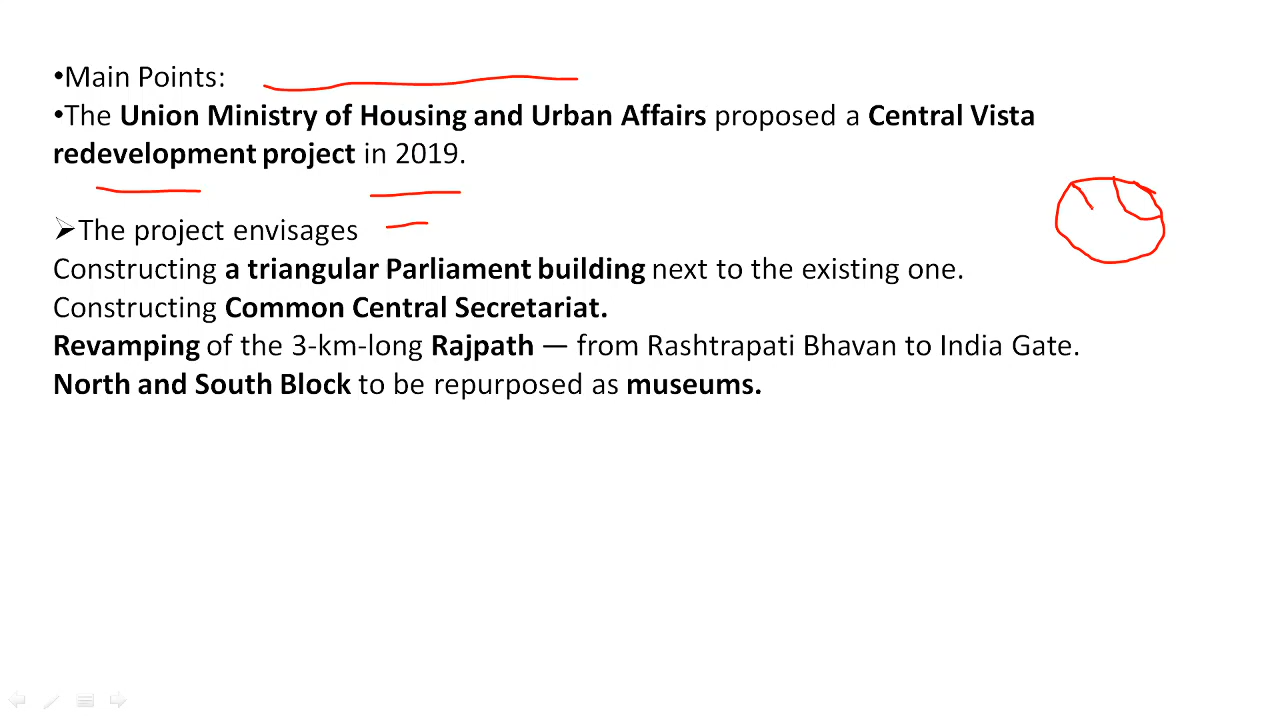 •Main Points:
•The Union Ministry of Housing and Urban Affairs proposed a Central Vista
redevelopment project in 2019.
➢The project envisages
Constructing a triangular Parliament building next to the existing one.
Constructing Common Central Secretariat.
Revamping of the 3-km-long Rajpath — from Rashtrapati Bhavan to India Gate.
North and South Block to be repurposed as museums.